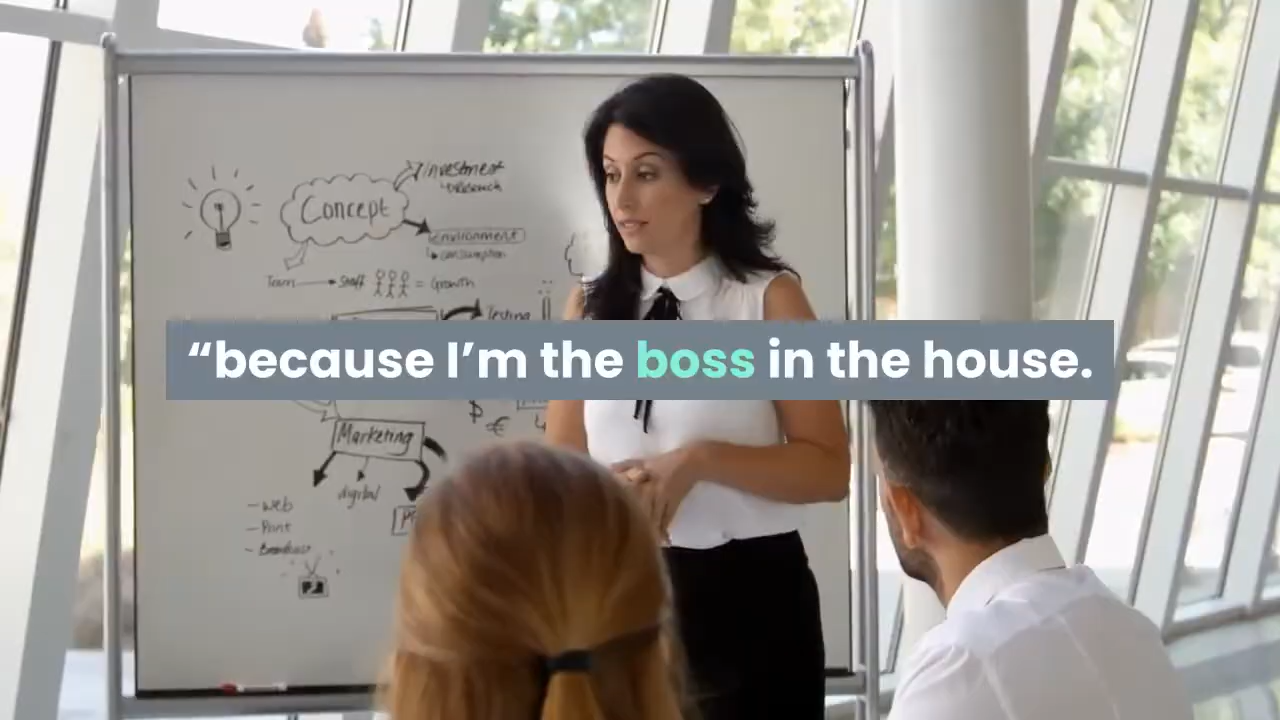 Investment
Research
Concept
Environment
consumption
Team Staff = Growth
Testing
“because I’m the boss in the house.
€
Marketing
digital
- Web
- Print
- Broadcast